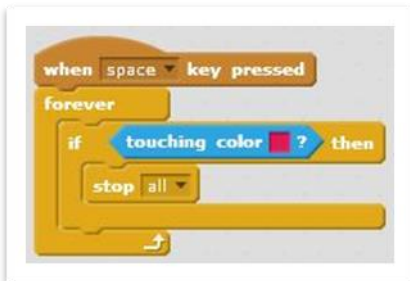 when space key pressed
forever
if touching color ? then
stop all